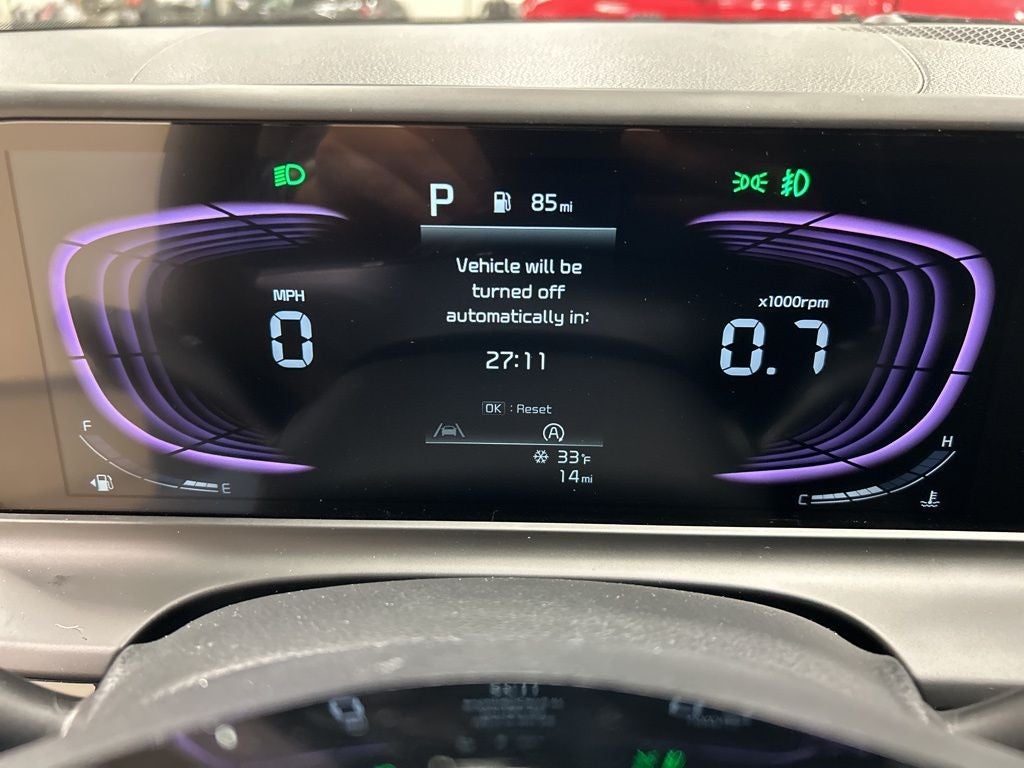 P 85 mi
Vehicle will be
turned off
automatically in:
MPH
0
x1000rpm
0.7
27:11
OK : Reset
A
F
33°F
H
E
14 mi
C